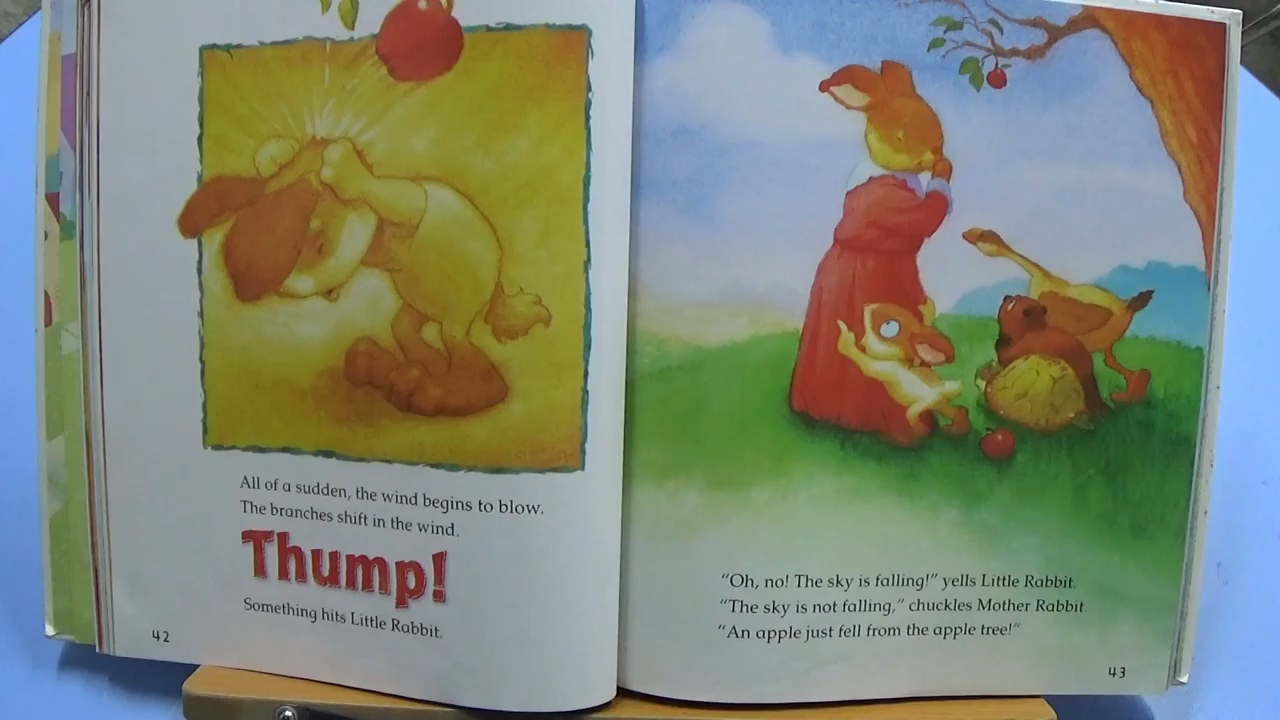 All of a sudden, the wind begins to blow.
The branches shift in the wind.
Thump!
Something hits Little Rabbit.
42
"Oh, no! The sky is falling!" yells Little Rabbit.
"The sky is not falling," chuckles Mother Rabbit.
"An apple just fell from the apple tree!"
43